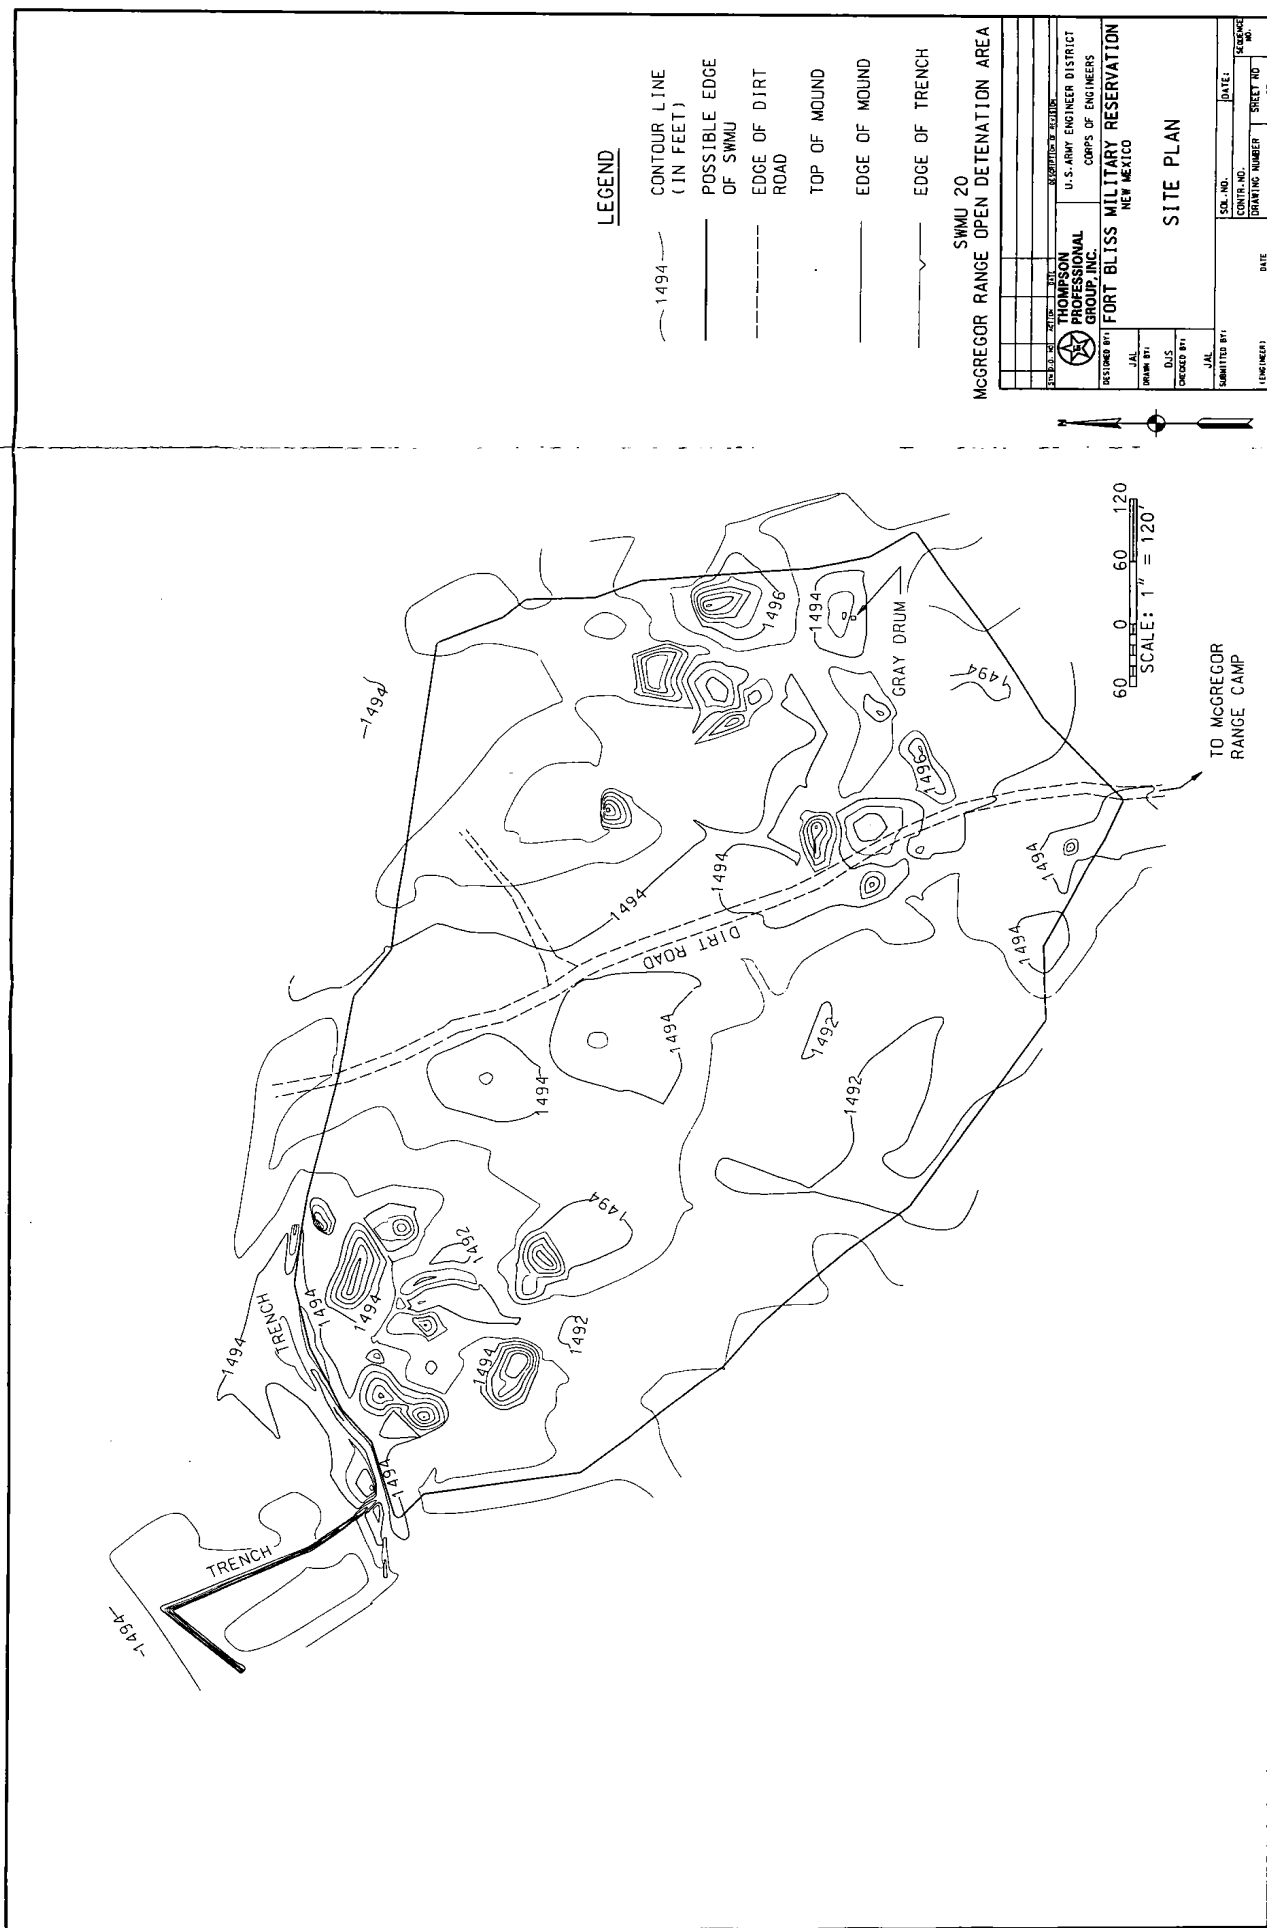 LEGEND
1494
CONTOUR LINE
(IN FEET)
POSSIBLE EDGE
OF SWMU
EDGE OF DIRT
ROAD
TOP OF MOUND
EDGE OF MOUND
EDGE OF TRENCH
SWMU 20
McGREGOR RANGE OPEN DETENATION AREA
DATE
DESCRIPTION OF REVISION
THOMPSON
PROFESSIONAL
GROUP, INC.
U.S. ARMY ENGINEER DISTRICT
CORPS OF ENGINEERS
DESIGNED BY:
JAL
DRAWN BY:
DJS
CHECKED BY:
JAL
FORT BLISS MILITARY RESERVATION
NEW MEXICO
SITE PLAN
SUBMITTED BY:
(ENGINEER)
DATE
SOL. NO.
DATE:
CONTR. NO.
DRAWING NUMBER
SHEET NO
SEQUENCE
NO.
N
60 0 60 120
SCALE: 1" = 120'
TO McGREGOR
RANGE CAMP
GRAY DRUM
DIRT ROAD
TRENCH
TRENCH
1494
1494
1494
1494
1494
1494
1492
1494
1492
1494
1494
1494
1492
1492
1494
1494
1494
1494
1494
1496
1494
1496
1494